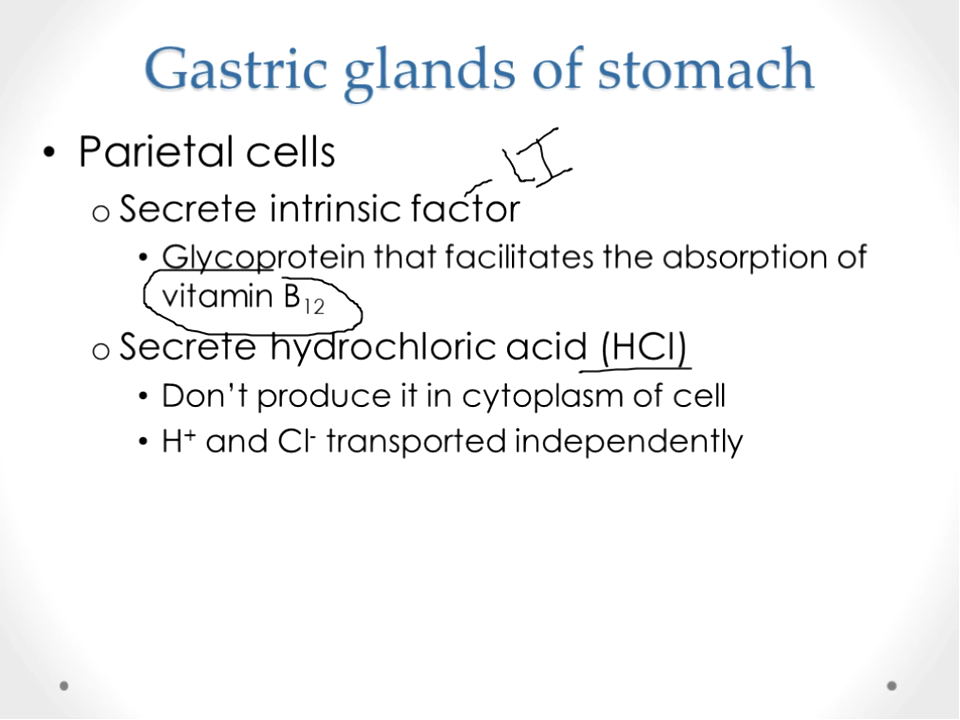 Gastric glands of stomach
• Parietal cells
LI
o Secrete intrinsic factor
• Glycoprotein that facilitates the absorption of
vitamin B₁₂
o Secrete hydrochloric acid (HCl)
• Don't produce it in cytoplasm of cell
• H⁺ and Cl⁻ transported independently